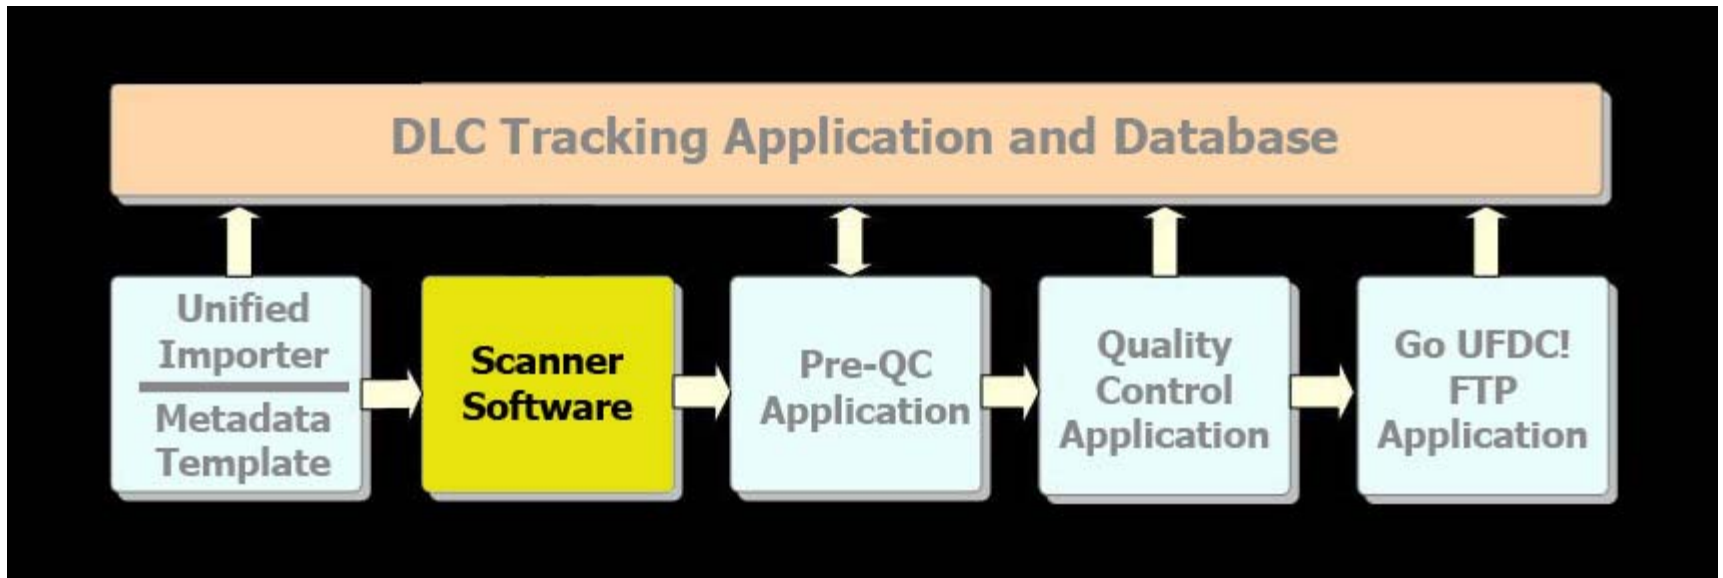 DLC Tracking Application and Database
Unified
Importer
Metadata
Template
Scanner
Software
Pre-QC
Application
Quality
Control
Application
Go UFDC!
FTP
Application